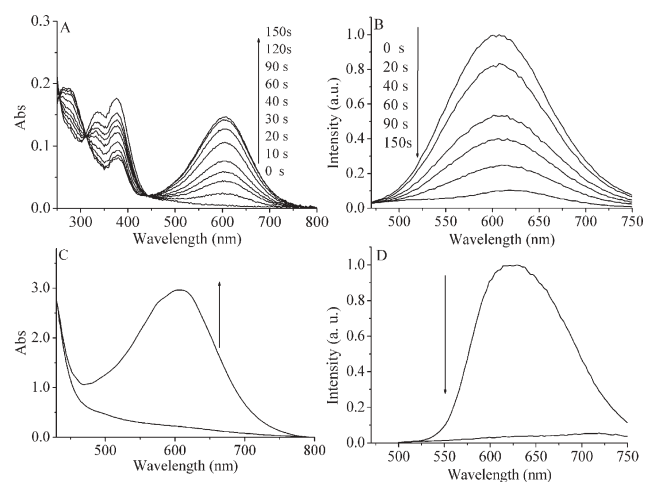 A
Abs
0.3
0.2
0.1
0.0
150s
120s
90 s
60 s
40 s
30 s
20 s
10 s
0 s
300 400 500 600 700 800
Wavelength (nm)
B
Intensity (a.u.)
1.0
0.8
0.6
0.4
0.2
0.0
0 s
20 s
40 s
60 s
90 s
150s
500 550 600 650 700 750
Wavelength (nm)
C
Abs
3.0
2.0
1.0
0.0
500 600 700 800
Wavelength (nm)
D
Intensity (a. u.)
1.0
0.8
0.6
0.4
0.2
0.0
500 550 600 650 700 750
Wavelength (nm)